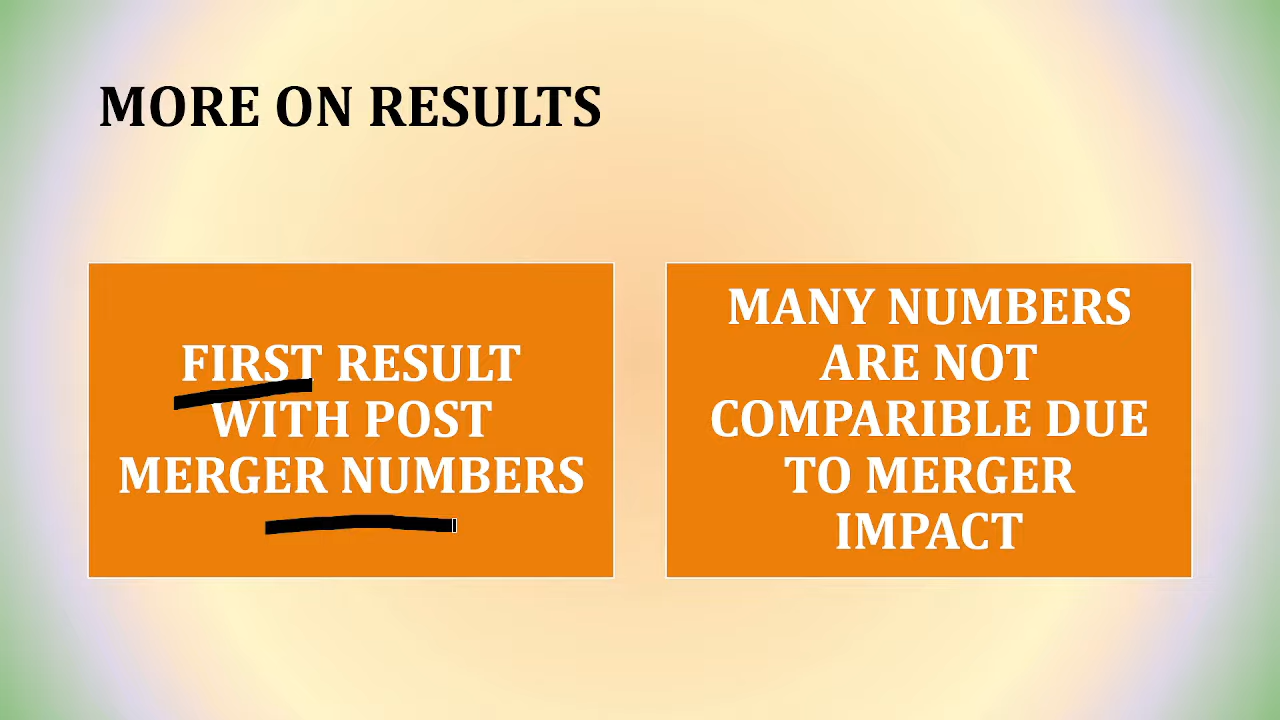 MORE ON RESULTS
FIRST RESULT
WITH POST
MERGER NUMBERS
MANY NUMBERS
ARE NOT
COMPARIBLE DUE
TO MERGER
IMPACT